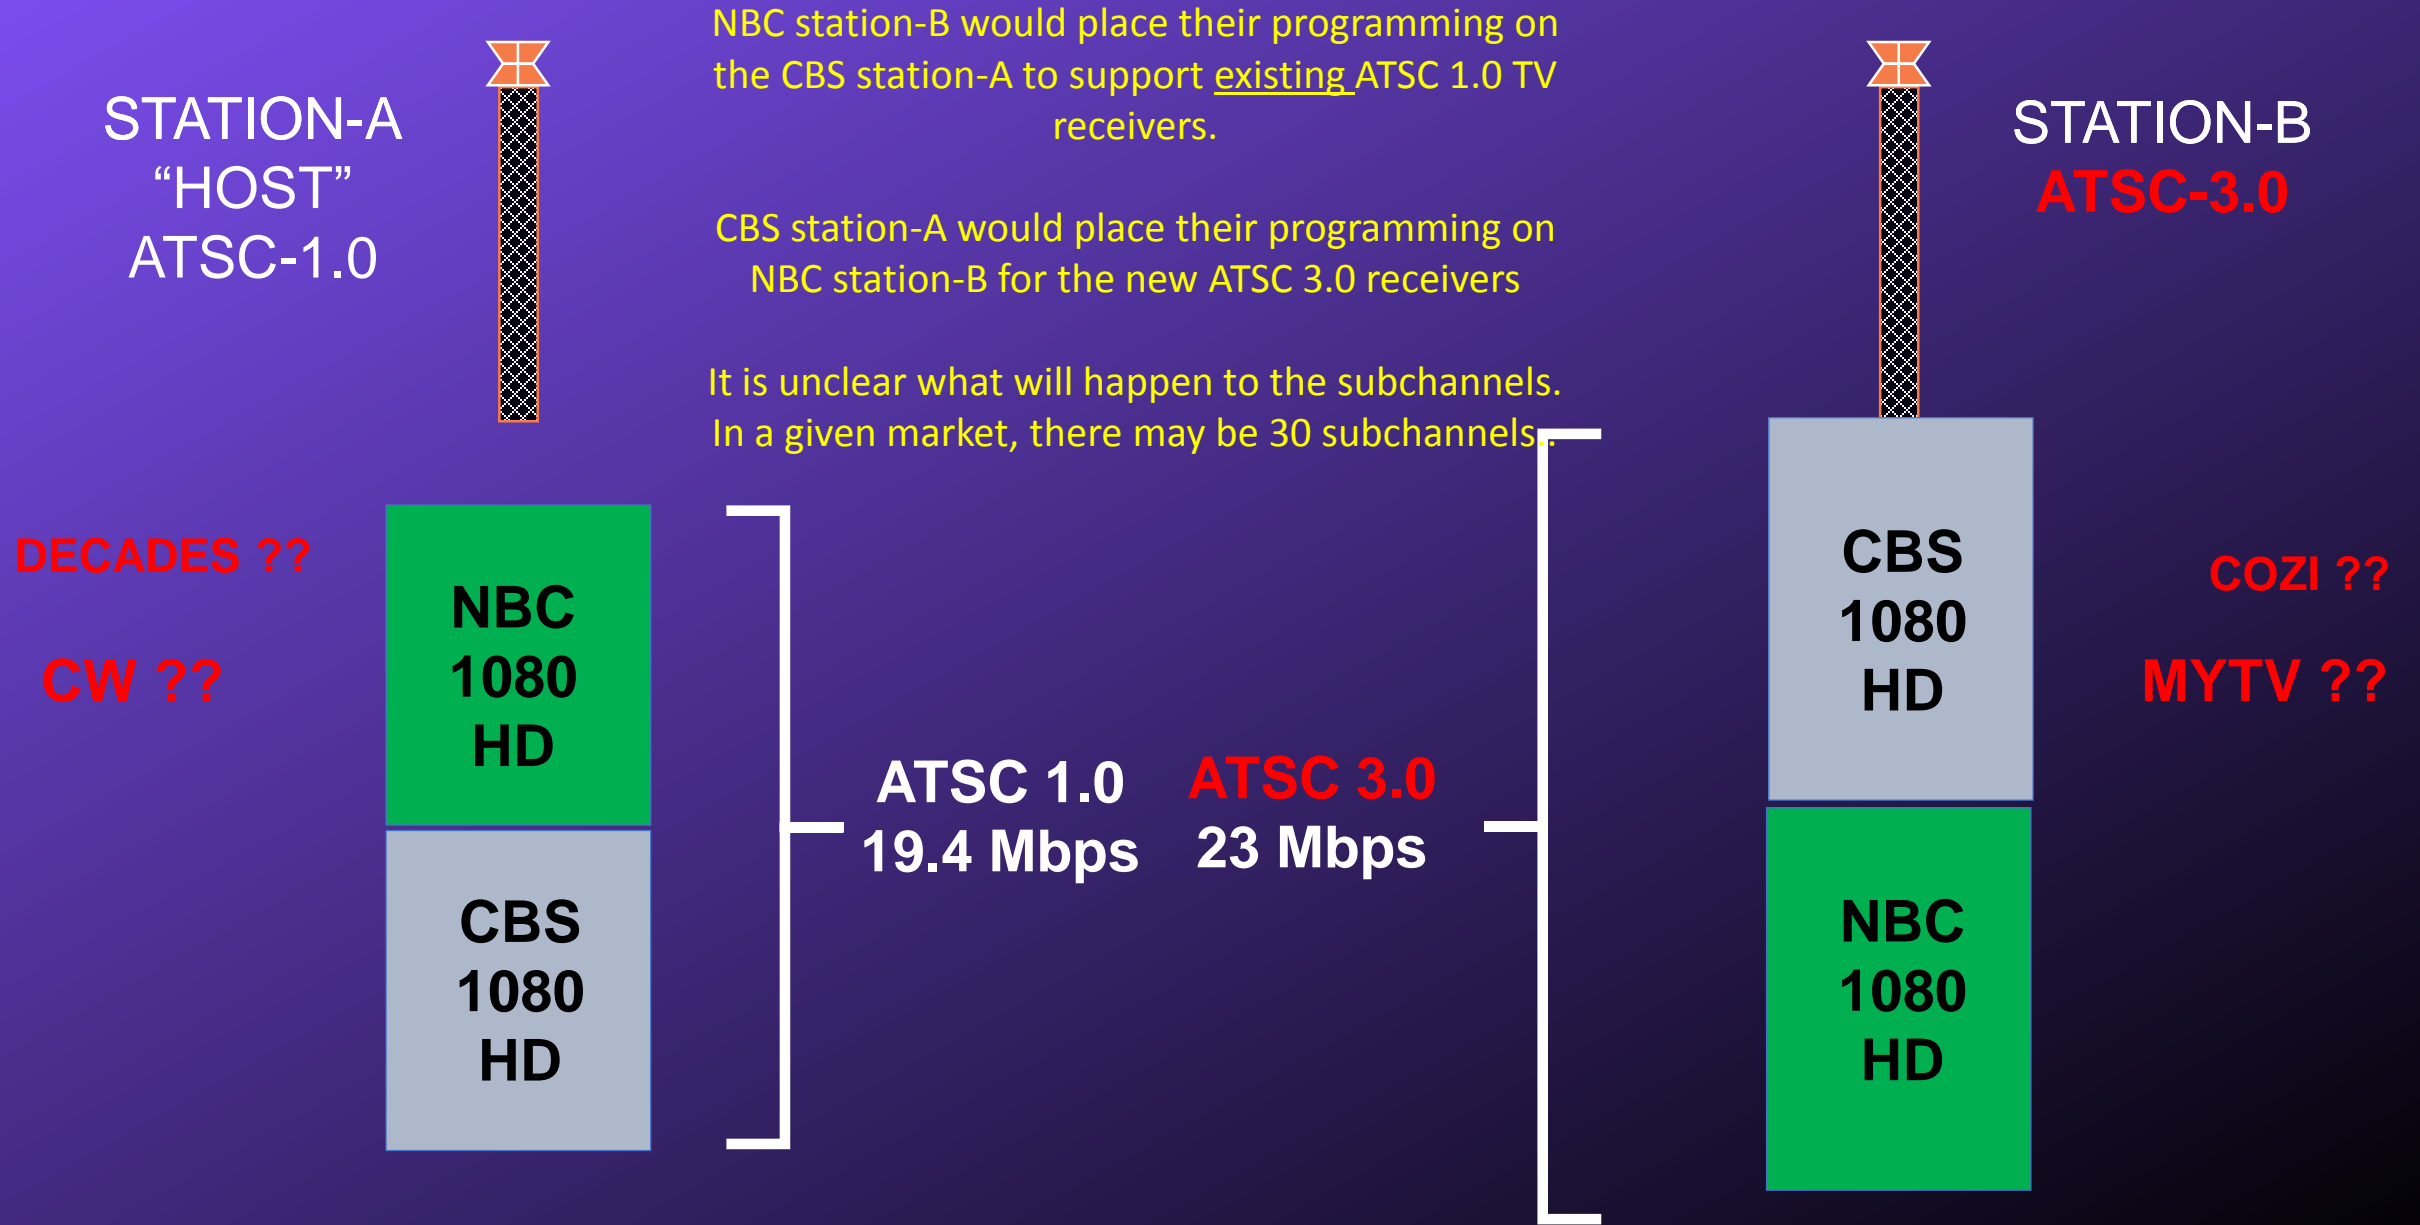 NBC station-B would place their programming on
the CBS station-A to support existing ATSC 1.0 TV
receivers.
CBS station-A would place their programming on
NBC station-B for the new ATSC 3.0 receivers
It is unclear what will happen to the subchannels.
In a given market, there may be 30 subchannels..
STATION-A
“HOST”
ATSC-1.0
STATION-B
ATSC-3.0
DECADES ??
CW ??
NBC
1080
HD
CBS
1080
HD
ATSC 1.0
19.4 Mbps
ATSC 3.0
23 Mbps
CBS
1080
HD
NBC
1080
HD
COZI ??
MYTV ??